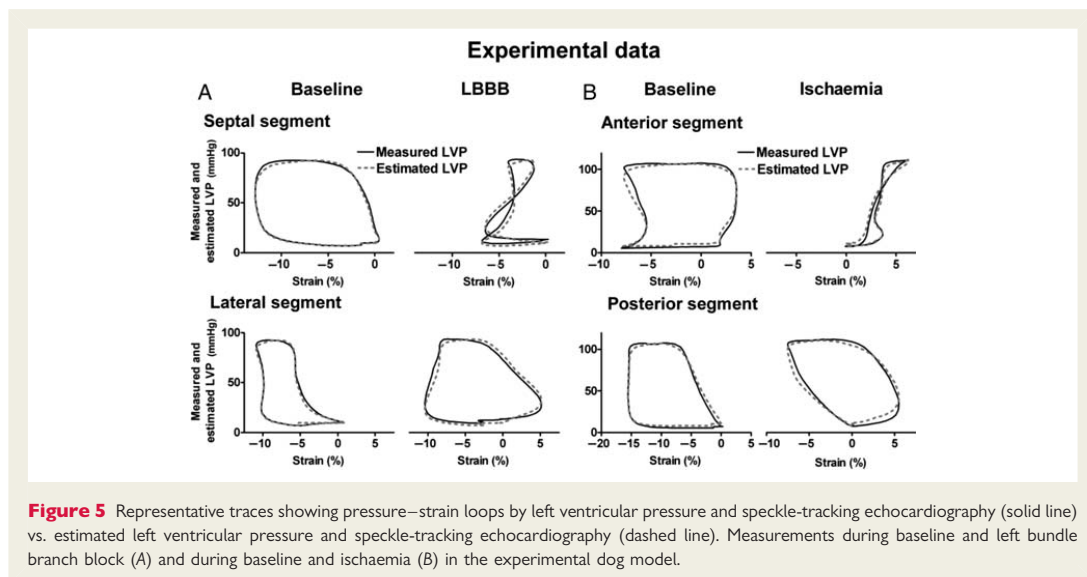 Experimental data
A
Baseline
LBBB
B
Baseline
Ischaemia
Septal segment
Anterior segment
Measured and
estimated LVP (mmHg)
100
50
0
−10
−5
0
Strain (%)
Measured LVP
Estimated LVP
−5
0
Strain (%)
100
50
0
−10
−5
0
5
Strain (%)
Measured LVP
Estimated LVP
−5
0
5
Strain (%)
Lateral segment
Posterior segment
Measured and
estimated LVP (mmHg)
100
50
0
−10
−5
0
5
Strain (%)
−10
−5
0
5
Strain (%)
100
50
0
−20
−15
−10
−5
0
5
Strain (%)
−5
0
5
Strain (%)
Figure 5 Representative traces showing pressure–strain loops by left ventricular pressure and speckle-tracking echocardiography (solid line)
vs. estimated left ventricular pressure and speckle-tracking echocardiography (dashed line). Measurements during baseline and left bundle
branch block (A) and during baseline and ischaemia (B) in the experimental dog model.